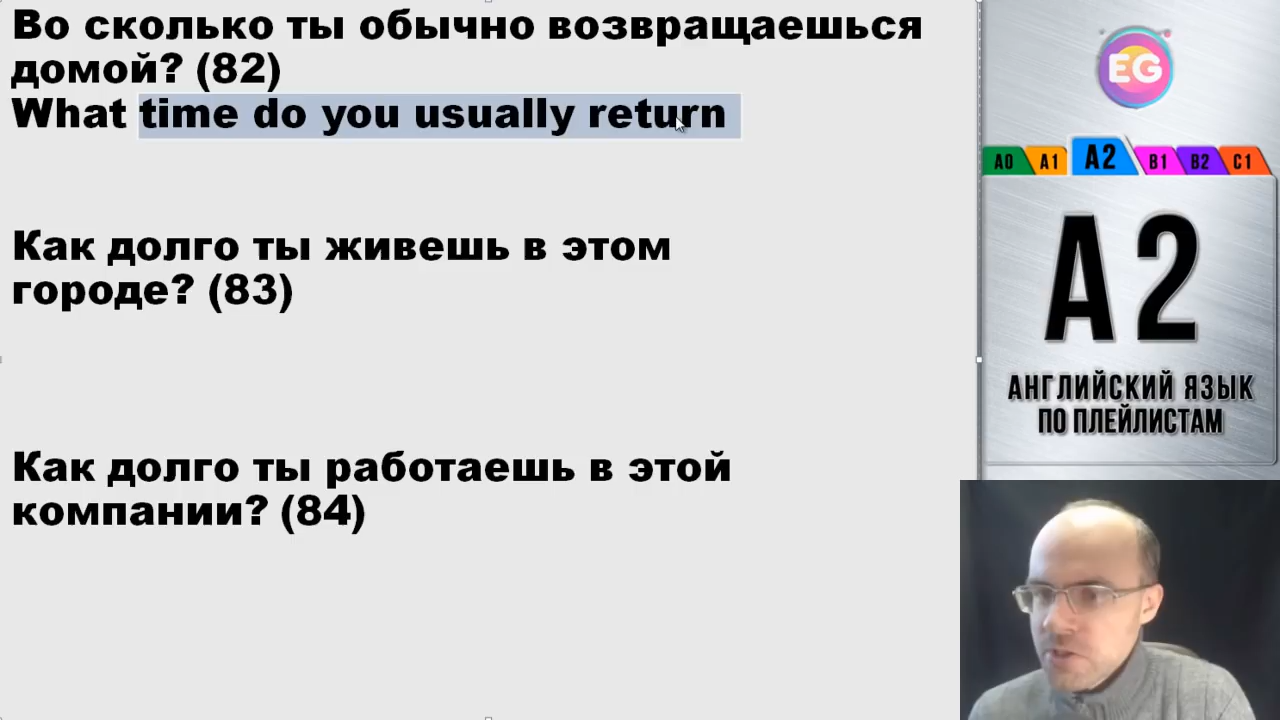 Во сколько ты обычно возвращаешься
домой? (82)
What time do you usually return
Как долго ты живешь в этом
городе? (83)
Как долго ты работаешь в этой
компании? (84)
EG
A0 A1 A2 B1 B2 C1
A2
АНГЛИЙСКИЙ ЯЗЫК
ПО ПЛЕЙЛИСТАМ